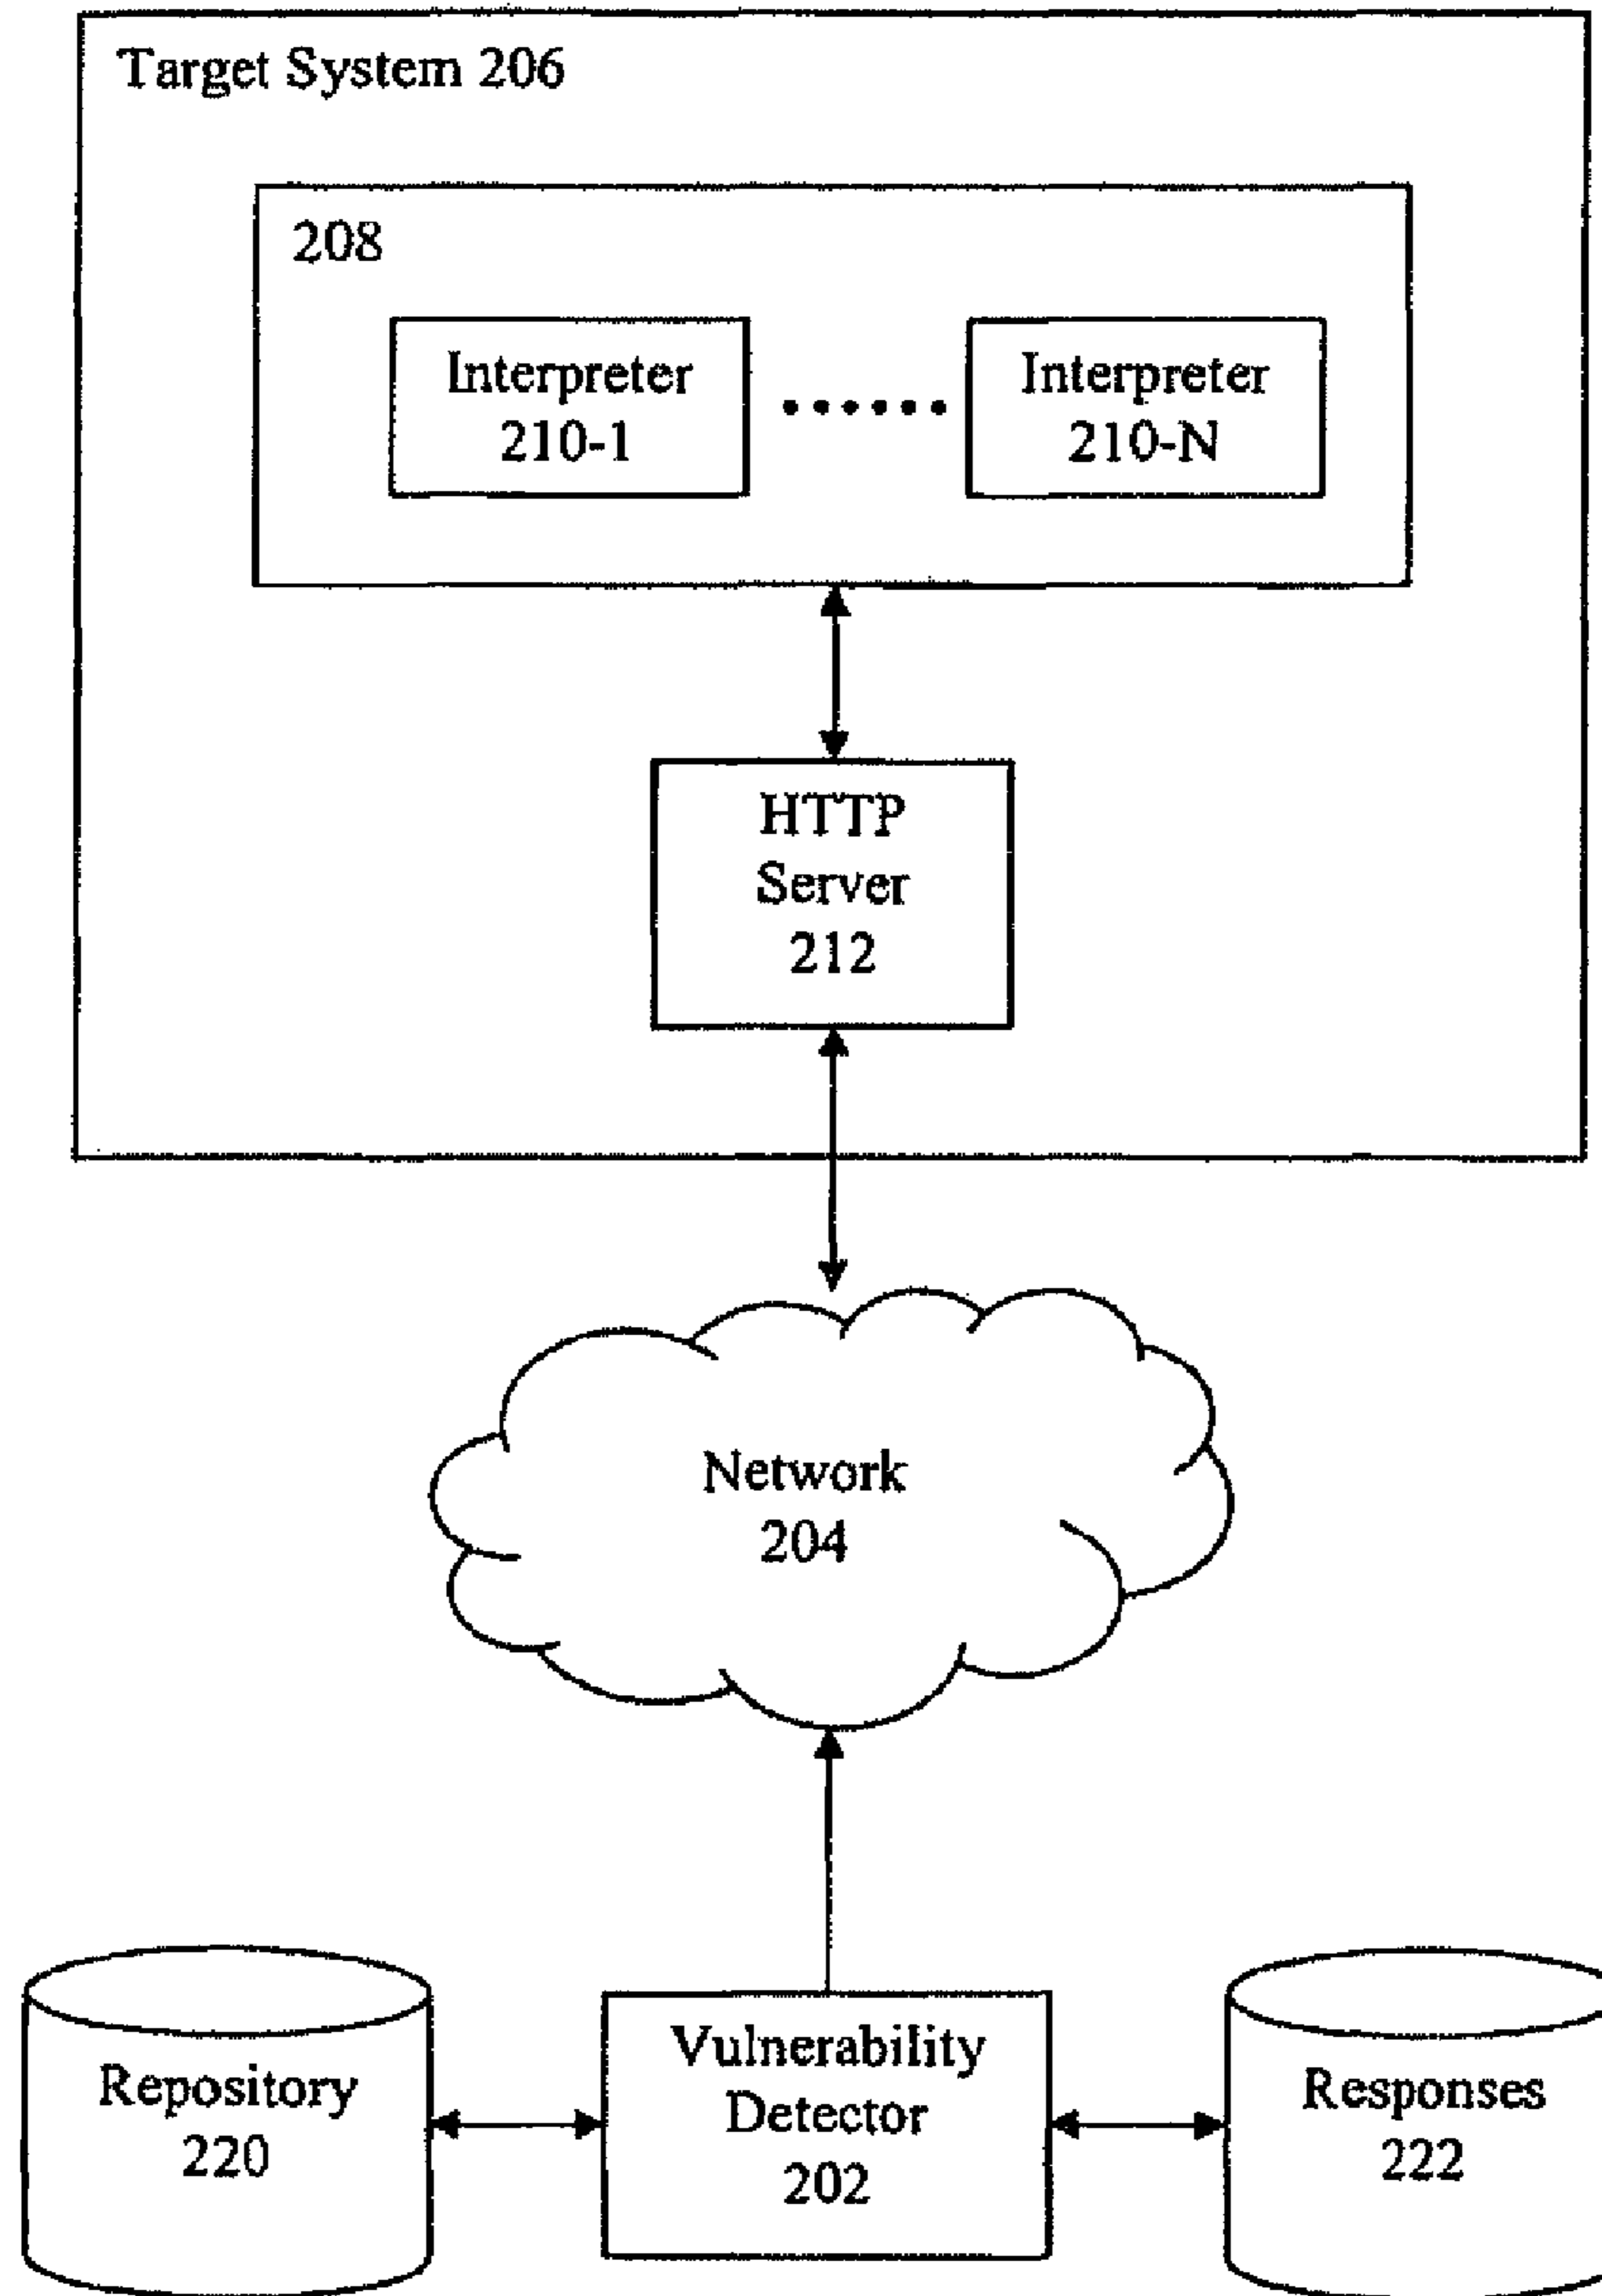 Target System 206
208
Interpreter
210-1
Interpreter
210-N
HTTP
Server
212
Network
204
Repository
220
Vulnerability
Detector
202
Responses
222